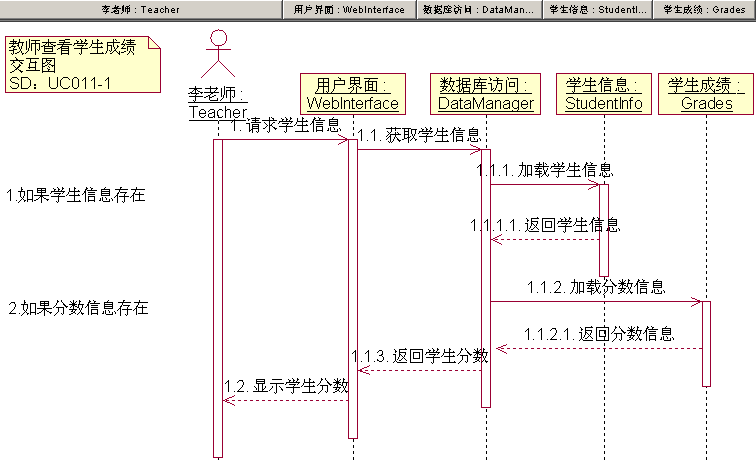 李老师 : Teacher
用户界面 : WebInterface
数据库访问 : DataMan...
学生信息 : StudentI...
学生成绩 : Grades
教师查看学生成绩
交互图
SD：UC011-1
李老师 :
Teacher
用户界面 :
WebInterface
数据库访问 :
DataManager
学生信息 :
StudentInfo
学生成绩 :
Grades
1. 请求学生信息
1.1. 获取学生信息
1.1.1. 加载学生信息
1.如果学生信息存在
1.1.1.1. 返回学生信息
1.1.2. 加载分数信息
2.如果分数信息存在
1.1.2.1. 返回分数信息
1.1.3. 返回学生分数
1.2. 显示学生分数